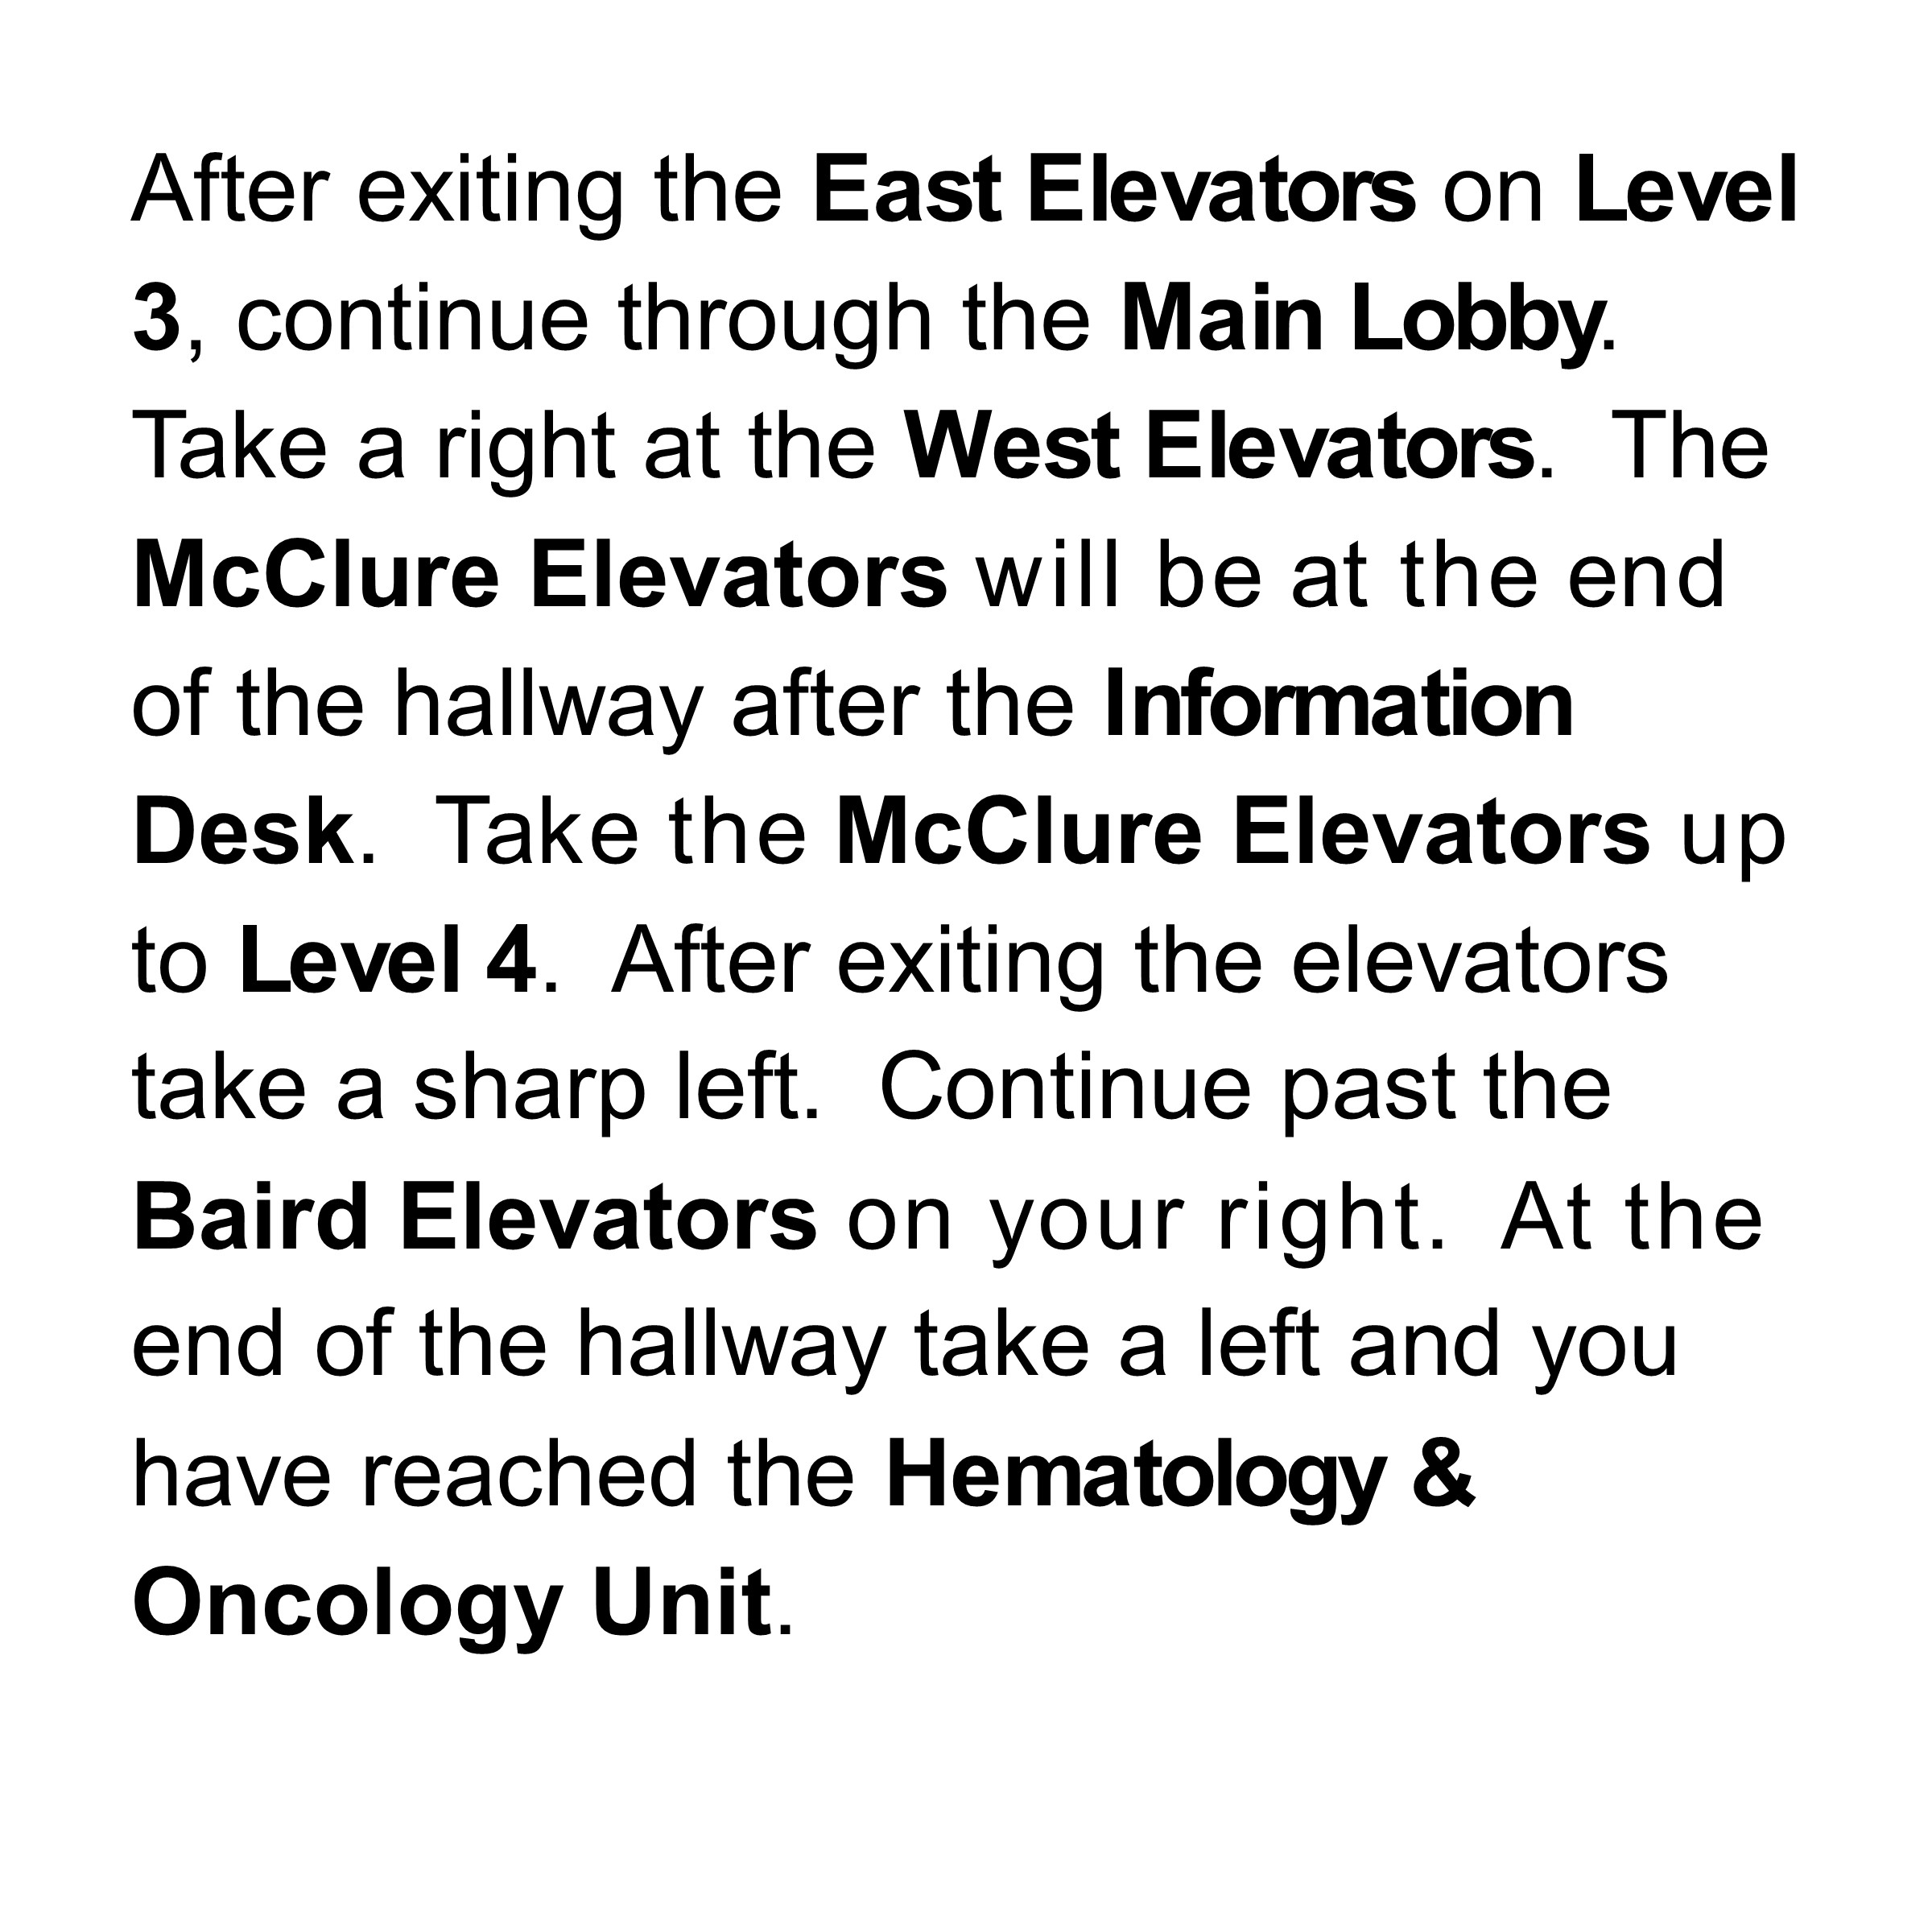 After exiting the East Elevators on Level
3, continue through the Main Lobby.
Take a right at the West Elevators.  The
McClure Elevators will be at the end
of the hallway after the Information
Desk.  Take the McClure Elevators up
to Level 4.  After exiting the elevators
take a sharp left.  Continue past the
Baird Elevators on your right.  At the
end of the hallway take a left and you
have reached the Hematology &
Oncology Unit.